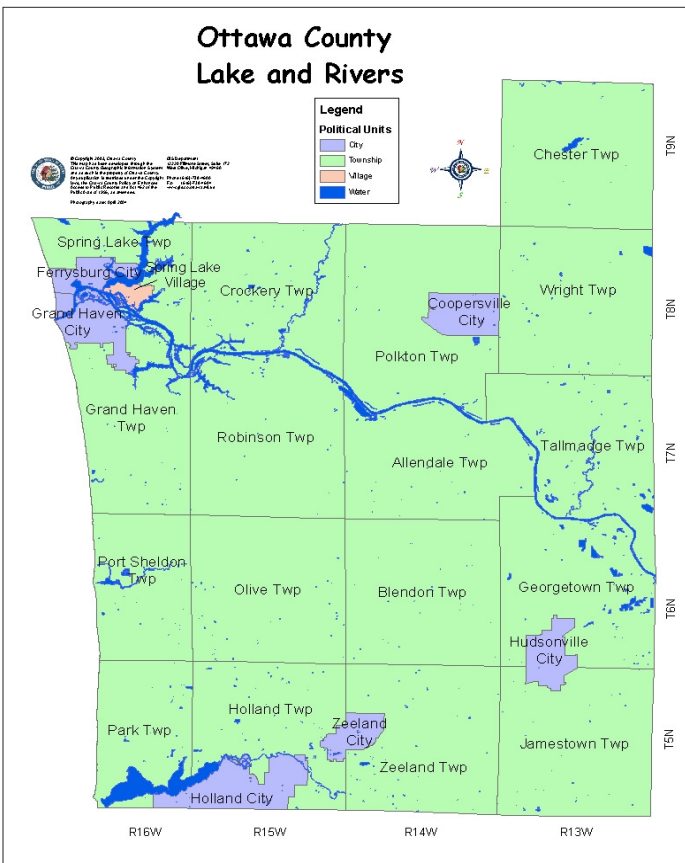 Ottawa County
Lake and Rivers
Legend
Political Units
City
Township
Village
Water
N
W
E
S
Chester Twp
T9N
Spring Lake Twp
Ferrysburg City
Spring Lake
Village
Crockery Twp
Coopersville
City
Wright Twp
T8N
Grand Haven
City
Polkton Twp
Grand Haven
Twp
Robinson Twp
Allendale Twp
Tallmadge Twp
T7N
Port Sheldon
Twp
Olive Twp
Blendon Twp
Georgetown Twp
T6N
Hudsonville
City
Park Twp
Holland Twp
Zeeland
City
Zeeland Twp
Jamestown Twp
T5N
Holland City
R16W
R15W
R14W
R13W